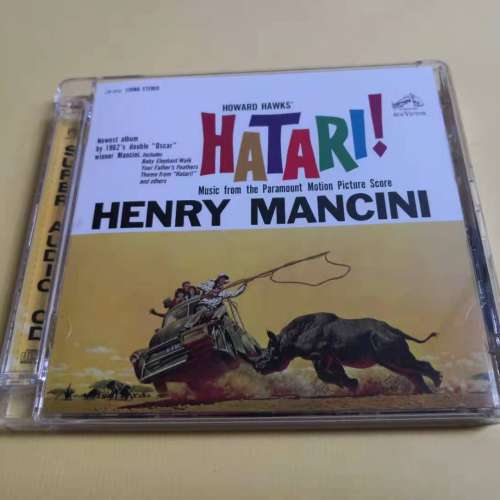 STEREO
HOWARD HAWKS'
HATARI!
RCA VICTOR
Newest album
by 1962's double "Oscar"
winner Mancini. Includes
Baby Elephant Walk
Your Father's Feathers
Theme from "Hatari!"
and others
Music from the Paramount Motion Picture Score
HENRY MANCINI
SUPER AUDIO CD